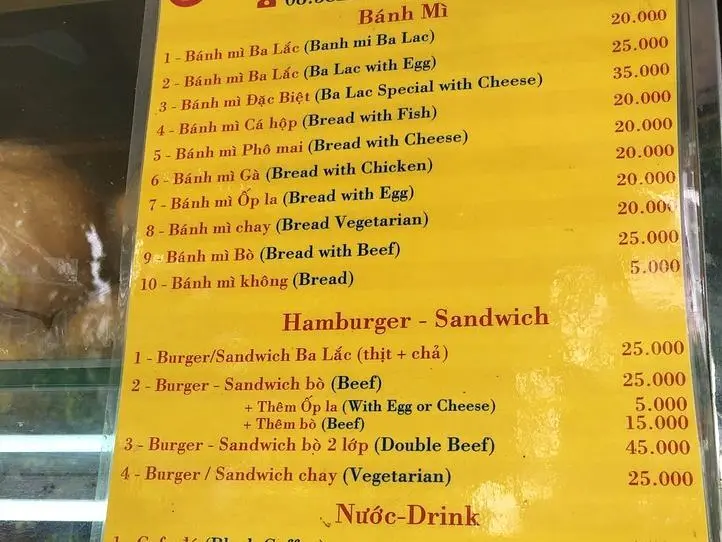 Bánh Mì
1 - Bánh mì Ba Lắc (Banh mi Ba Lac) 20.000
2 - Bánh mì Ba Lắc (Ba Lac with Egg) 25.000
3 - Bánh mì Đặc Biệt (Ba Lac Special with Cheese) 35.000
4 - Bánh mì Cá hộp (Bread with Fish) 20.000
5 - Bánh mì Phô mai (Bread with Cheese) 20.000
6 - Bánh mì Gà (Bread with Chicken) 20.000
7 - Bánh mì Ốp la (Bread with Egg) 20.000
8 - Bánh mì chay (Bread Vegetarian) 20.000
9 - Bánh mì Bò (Bread with Beef) 25.000
10 - Bánh mì không (Bread) 5.000
Hamburger - Sandwich
1 - Burger/Sandwich Ba Lắc (thịt + chả) 25.000
2 - Burger - Sandwich bò (Beef) 25.000
+ Thêm Ốp la (With Egg or Cheese) 5.000
+ Thêm bò (Beef) 15.000
3 - Burger - Sandwich bò 2 lớp (Double Beef) 45.000
4 - Burger / Sandwich chay (Vegetarian) 25.000
Nước-Drink